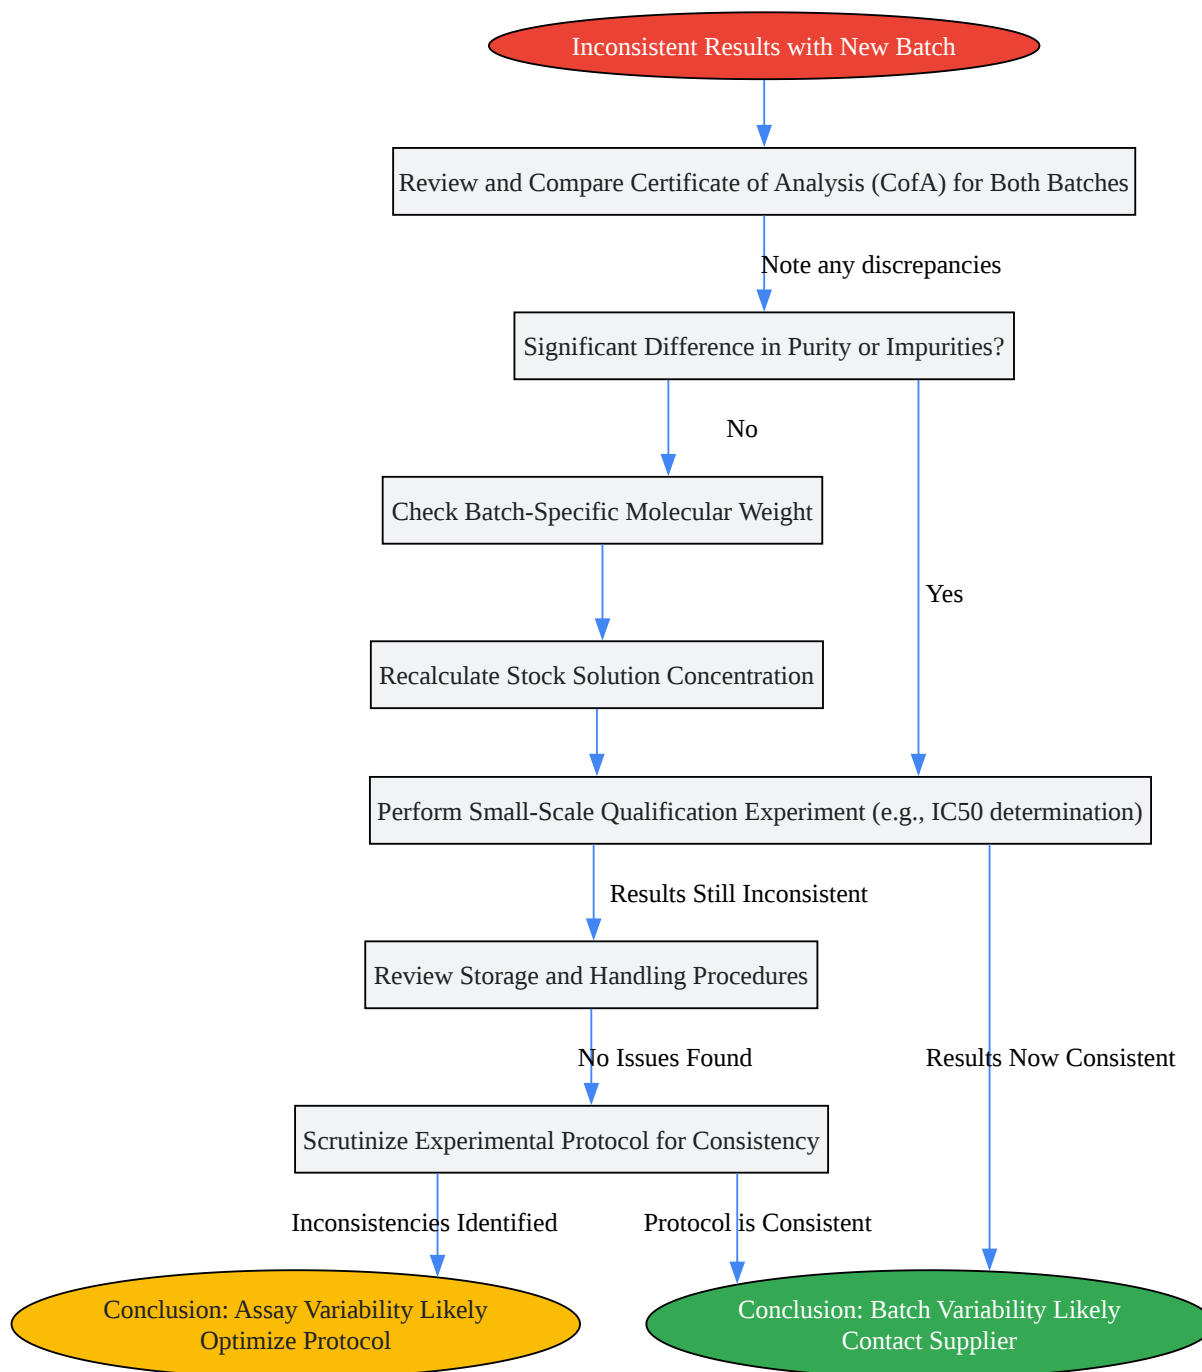 Inconsistent Results with New Batch
Review and Compare Certificate of Analysis (CofA) for Both Batches
Note any discrepancies
Significant Difference in Purity or Impurities?
No
Check Batch-Specific Molecular Weight
Yes
Recalculate Stock Solution Concentration
Perform Small-Scale Qualification Experiment (e.g., IC50 determination)
Results Still Inconsistent
Review Storage and Handling Procedures
No Issues Found
Results Now Consistent
Scrutinize Experimental Protocol for Consistency
Inconsistencies Identified
Protocol is Consistent
Conclusion: Assay Variability Likely
Optimize Protocol
Conclusion: Batch Variability Likely
Contact Supplier